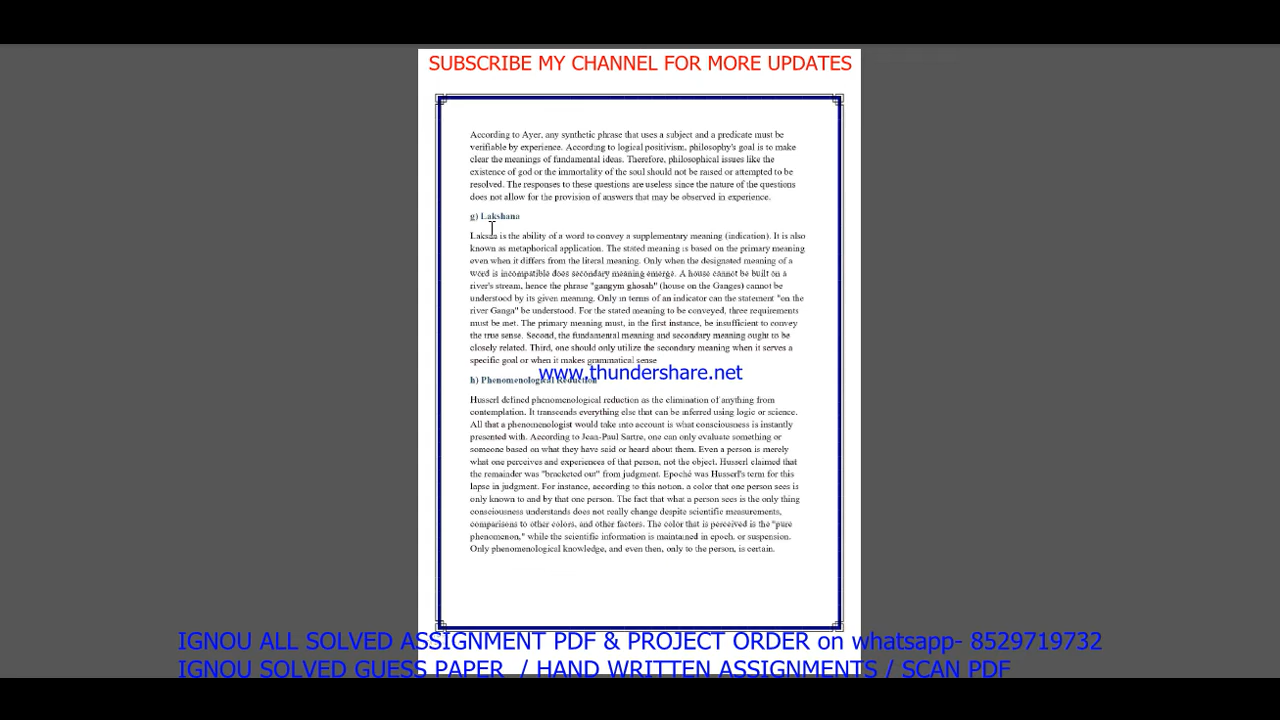 SUBSCRIBE MY CHANNEL FOR MORE UPDATES
According to Ayer, any synthetic phrase that uses a subject and a predicate must be
verifiable by experience. According to logical positivism, philosophy's goal is to make
clear the meanings of fundamental ideas. Therefore, philosophical issues like the
existence of god or the immortality of the soul should not be raised or attempted to be
resolved. The responses to these questions are useless since the nature of the questions
does not allow for the provision of answers that may be observed in experience.
g) Lakshana
is the ability of a word to convey a supplementary meaning (indication). It is also
known as metaphorical application. The stated meaning is based on the primary meaning
even when it differs from the literal meaning. Only when the designated meaning of a
word is incompatible does secondary meaning emerge. A house cannot be built on a
river's stream, hence the phrase "gangym ghosah" (house on the Ganges) cannot be
understood by its given meaning. Only in terms of an indicator can the statement "on the
river Ganga" be understood. For the stated meaning to be conveyed, three requirements
must be met. The primary meaning must, in the first instance, be insufficient to convey
the true sense. Second, the fundamental meaning and secondary meaning ought to be
closely related. Third, one should only utilize the secondary meaning when it serves a
specific goal or when it makes grammatical sense
www.thundershare.net
h) Phenomenological Reduction
Husserl defined phenomenological reduction as the elimination of anything from
contemplation. It transcends everything else that can be inferred using logic or science.
All that a phenomenologist would take into account is what consciousness is instantly
presented with. According to Jean-Paul Sartre, one can only evaluate something or
someone based on what they have said or heard about them. Even a person is merely
what one perceives and experiences of that person, not the object. Husserl claimed that
the remainder was "bracketed out" from judgment. Epoché was Husserl's term for this
lapse in judgment. For instance, according to this notion, a color that one person sees is
only known to and by that one person. The fact that what a person sees is the only thing
consciousness understands does not really change despite scientific measurements,
comparisons to other colors, and other factors. The color that is perceived is the "pure
phenomenon," while the scientific information is maintained in epoch, or suspension.
Only phenomenological knowledge, and even then, only to the person, is certain.
IGNOU ALL SOLVED ASSIGNMENT PDF & PROJECT ORDER on whatsapp- 8529719732
IGNOU SOLVED GUESS PAPER / HAND WRITTEN ASSIGNMENTS / SCAN PDF